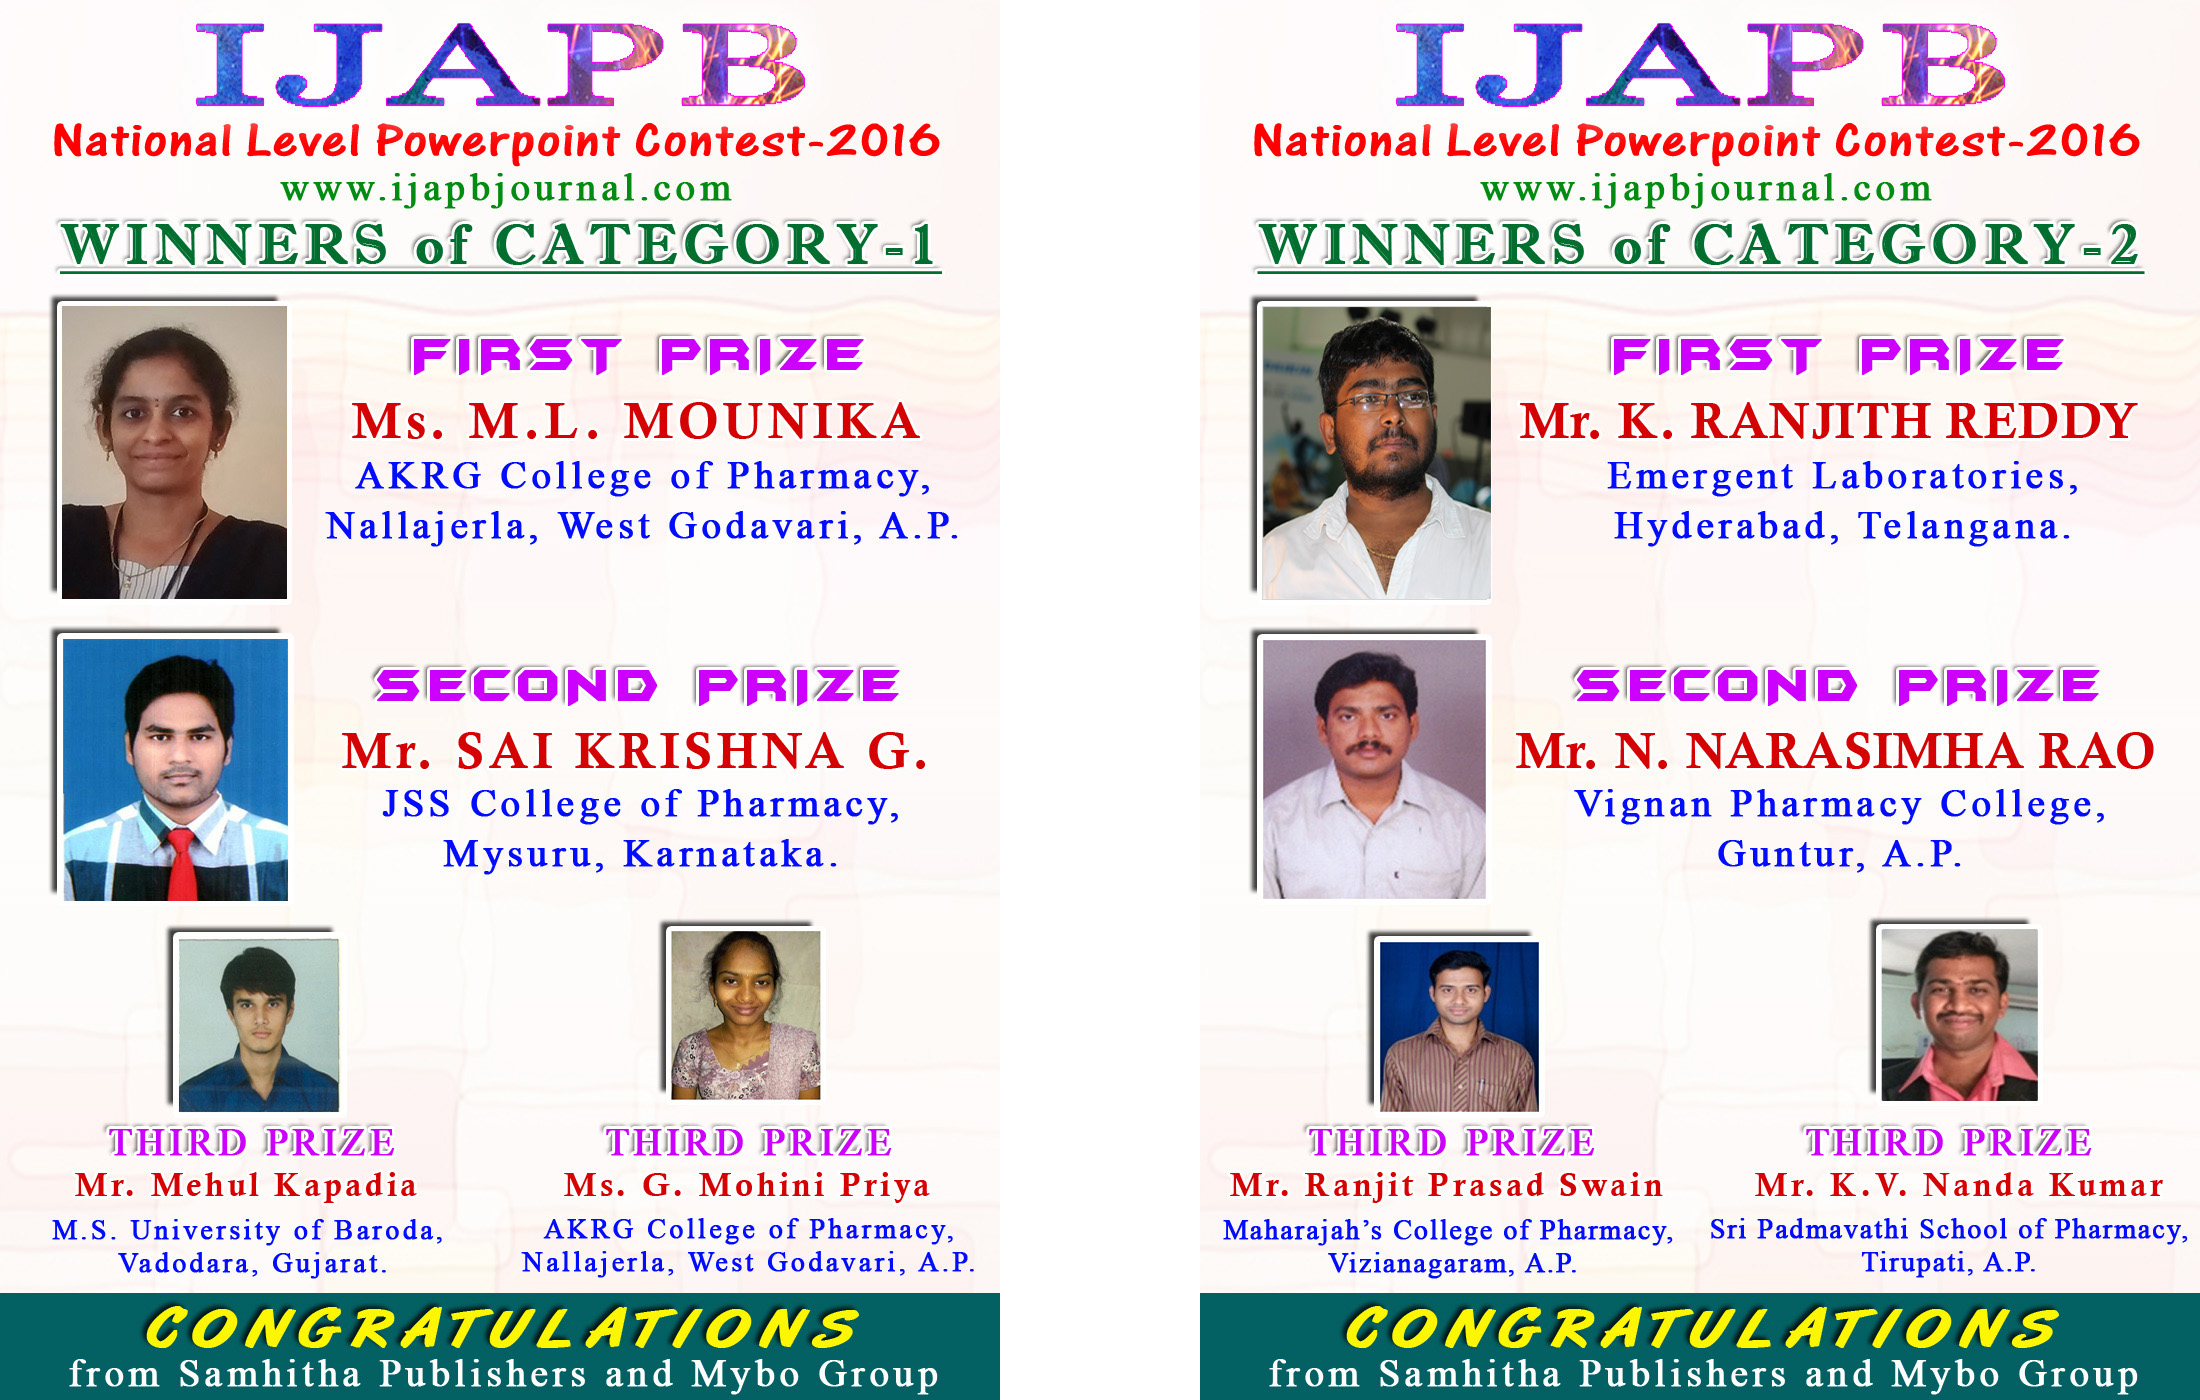 IJAPB
National Level Powerpoint Contest-2016
www.ijapbjournal.com
WINNERS of CATEGORY-1
FIRST PRIZE
Ms. M.L. MOUNIKA
AKRG College of Pharmacy,
Nallajerla, West Godavari, A.P.
SECOND PRIZE
Mr. SAI KRISHNA G.
JSS College of Pharmacy,
Mysuru, Karnataka.
THIRD PRIZE
Mr. Mehul Kapadia
M.S. University of Baroda,
Vadodara, Gujarat.
THIRD PRIZE
Ms. G. Mohini Priya
AKRG College of Pharmacy,
Nallajerla, West Godavari, A.P.
CONGRATULATIONS
from Samhitha Publishers and Mybo Group
IJAPB
National Level Powerpoint Contest-2016
www.ijapbjournal.com
WINNERS of CATEGORY-2
FIRST PRIZE
Mr. K. RANJITH REDDY
Emergent Laboratories,
Hyderabad, Telangana.
SECOND PRIZE
Mr. N. NARASIMHA RAO
Vignan Pharmacy College,
Guntur, A.P.
THIRD PRIZE
Mr. Ranjit Prasad Swain
Maharajah's College of Pharmacy,
Vizianagaram, A.P.
THIRD PRIZE
Mr. K.V. Nanda Kumar
Sri Padmavathi School of Pharmacy,
Tirupati, A.P.
CONGRATULATIONS
from Samhitha Publishers and Mybo Group